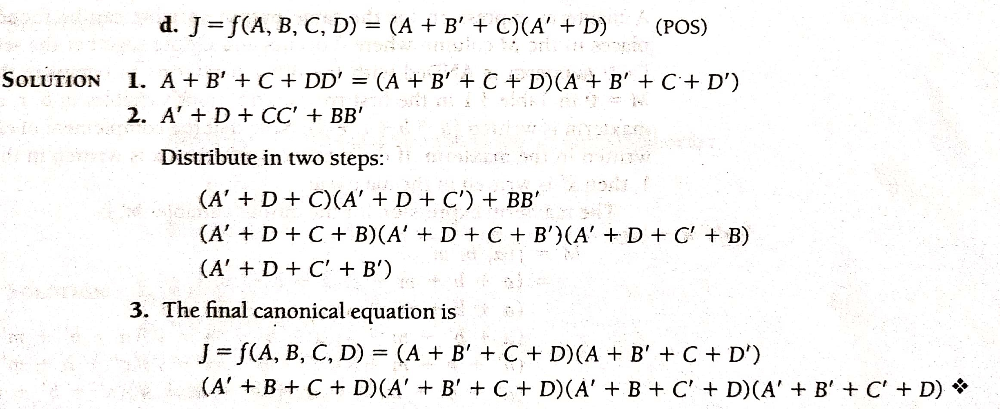 d. J = f(A, B, C, D) = (A + B′ + C)(A′ + D) (POS)
SOLUTION 1. A + B′ + C + DD′ = (A + B′ + C + D)(A + B′ + C + D′)
2. A′ + D + CC′ + BB′
Distribute in two steps:
(A′ + D + C)(A′ + D + C′) + BB′
(A′ + D + C + B)(A′ + D + C + B′)(A′ + D + C′ + B)
(A′ + D + C′ + B′)
3. The final canonical equation is
J = f(A, B, C, D) = (A + B′ + C + D)(A + B′ + C + D′)
(A′ + B + C + D)(A′ + B′ + C + D)(A′ + B + C′ + D)(A′ + B′ + C′ + D) ❖